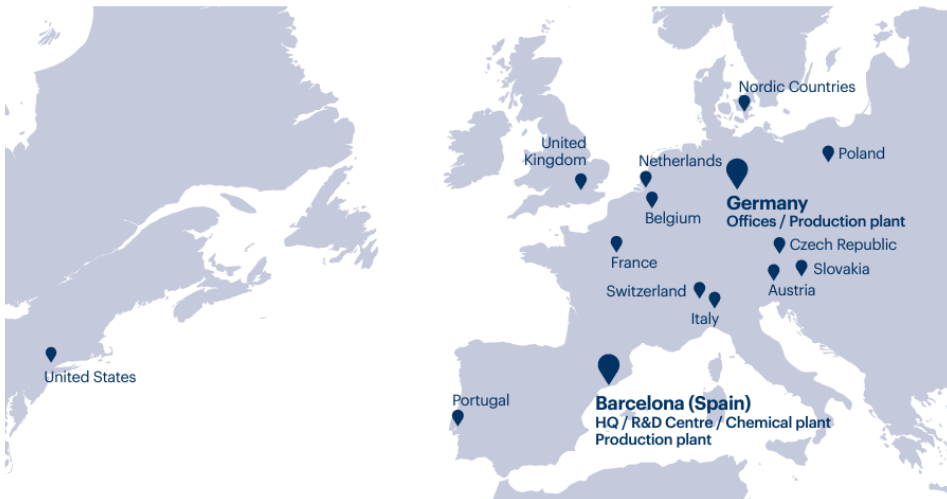 Nordic Countries
United
Kingdom
Netherlands
Poland
Germany
Offices / Production plant
Belgium
Czech Republic
France
Slovakia
Austria
Switzerland
Italy
United States
Barcelona (Spain)
HQ / R&D Centre / Chemical plant
Production plant
Portugal